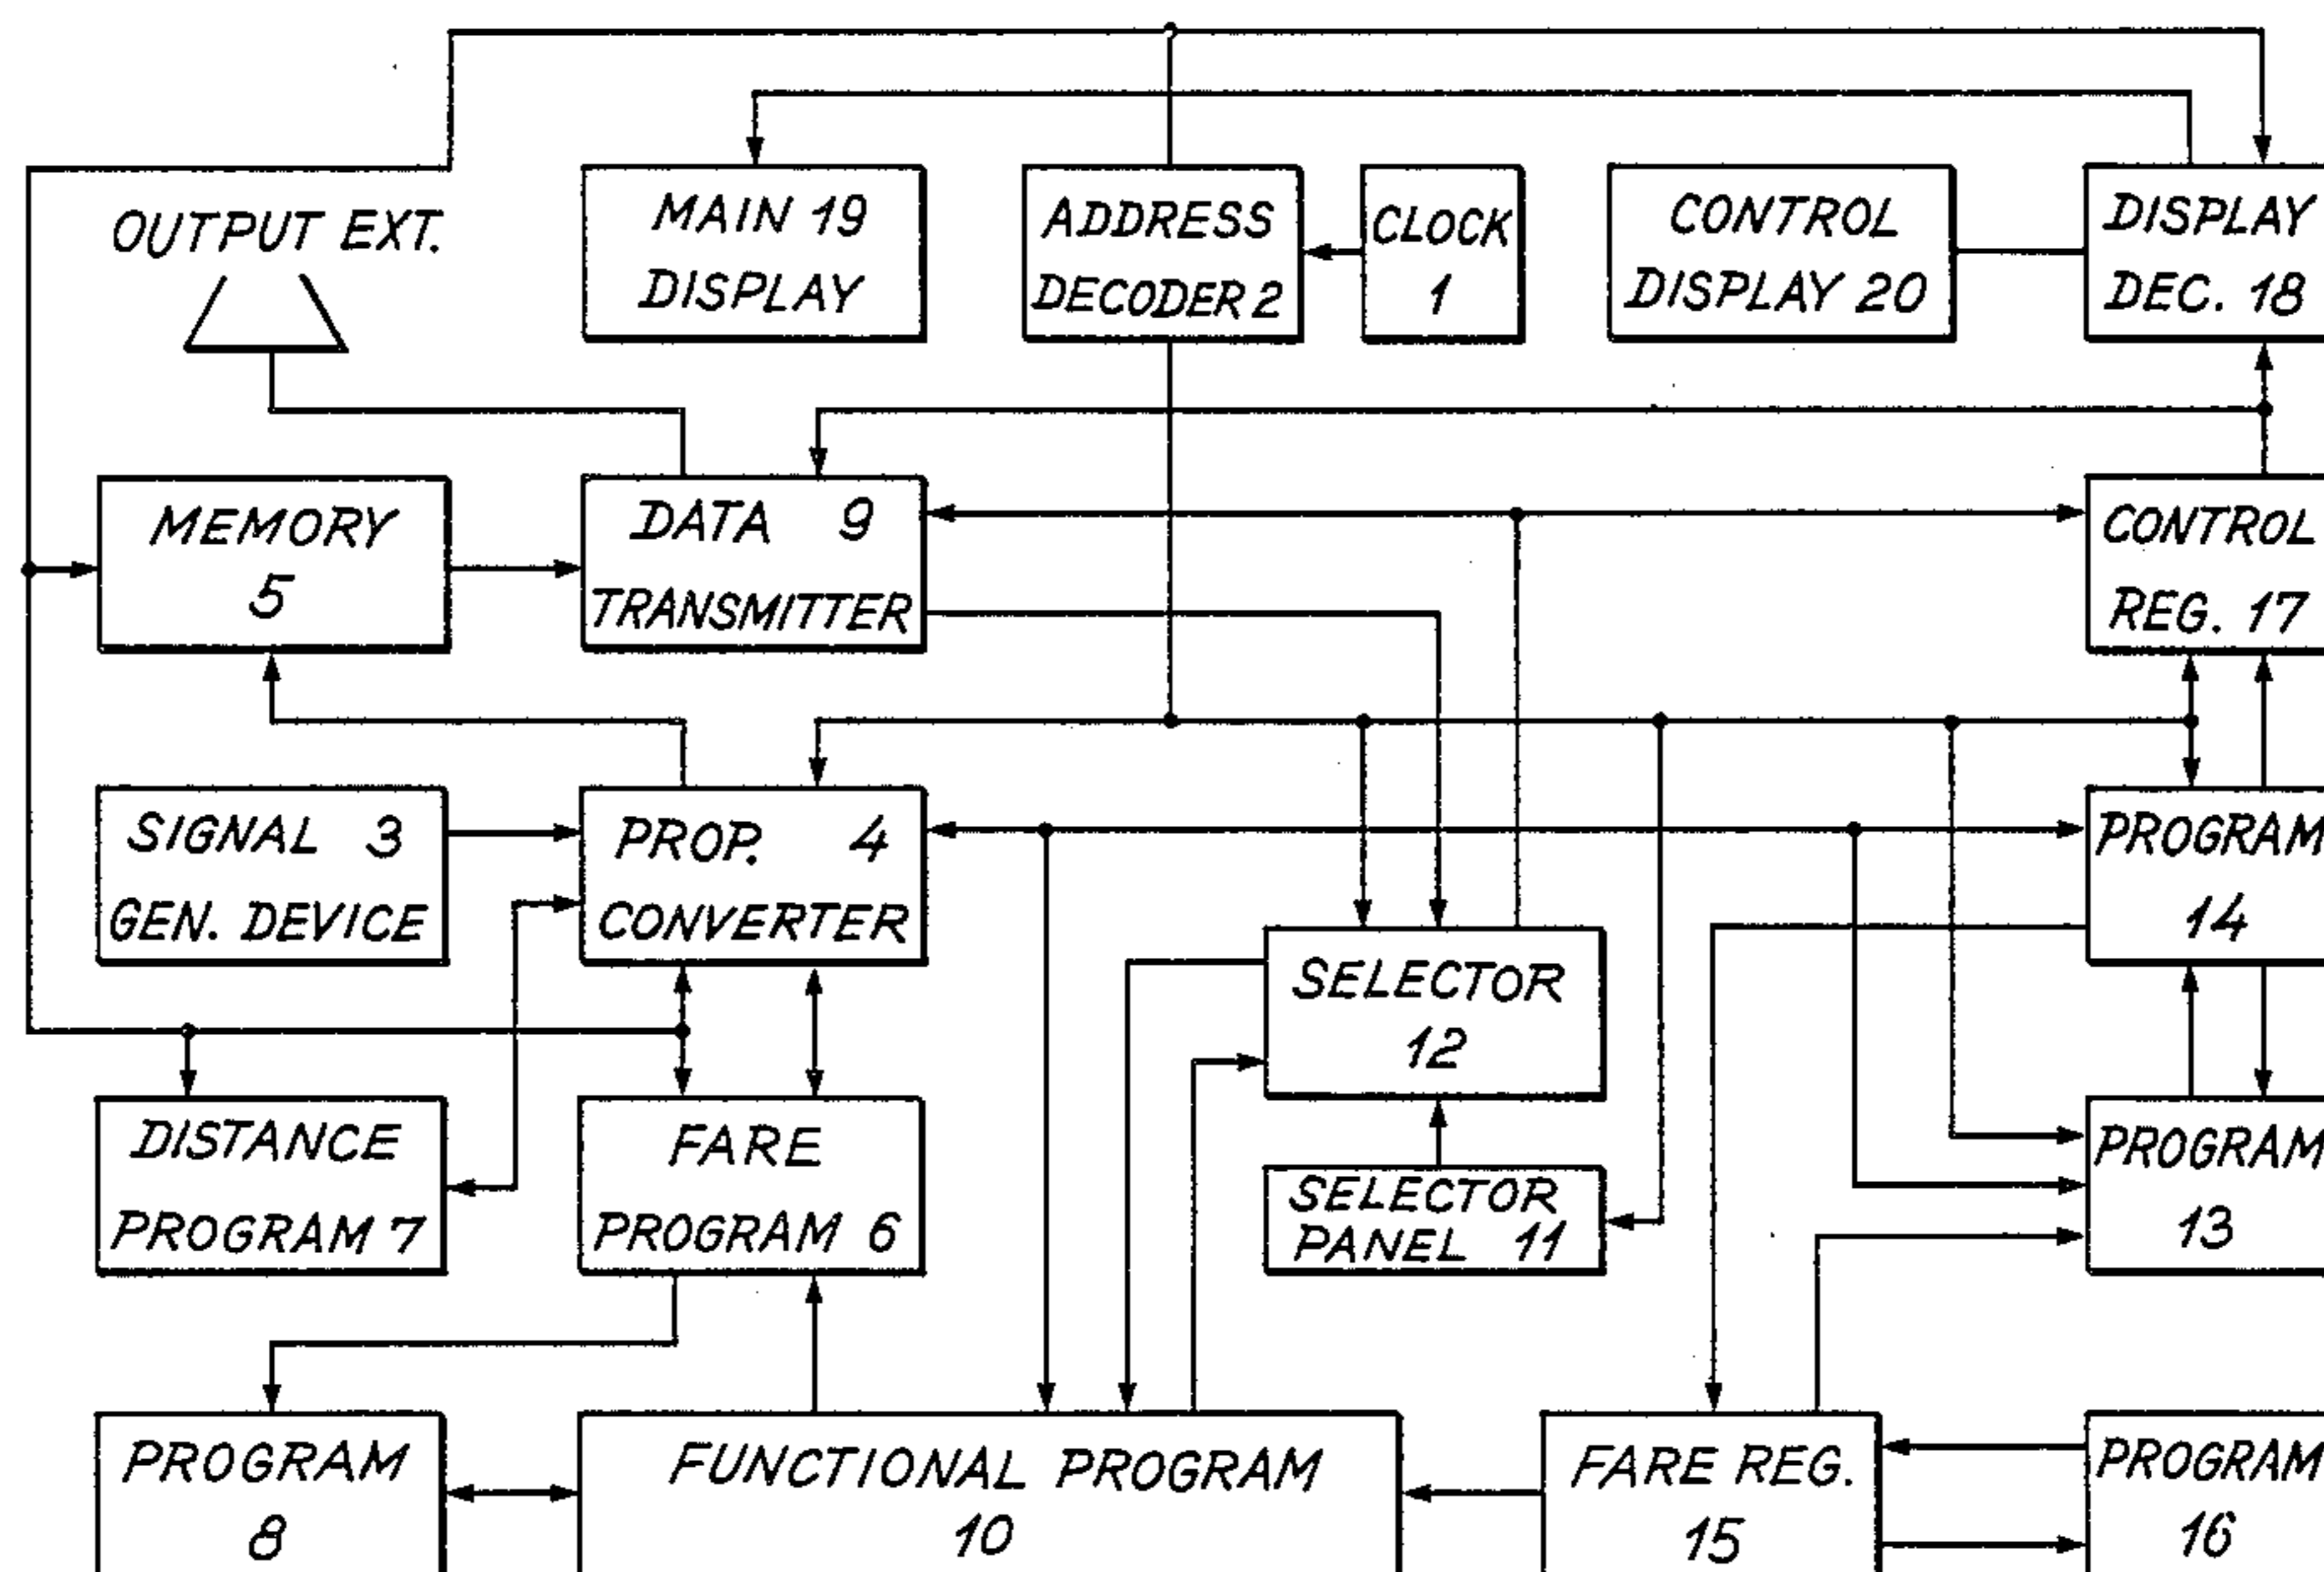 OUTPUT EXT.
MAIN 19
DISPLAY
ADDRESS
DECODER 2
CLOCK
1
CONTROL
DISPLAY 20
DISPLAY
DEC. 18
MEMORY
5
DATA 9
TRANSMITTER
CONTROL
REG. 17
SIGNAL 3
GEN. DEVICE
PROP. 4
CONVERTER
SELECTOR
12
PROGRAM
14
DISTANCE
PROGRAM 7
FARE
PROGRAM 6
SELECTOR
PANEL 11
PROGRAM
13
PROGRAM
8
FUNCTIONAL PROGRAM
10
FARE REG.
15
PROGRAM
16